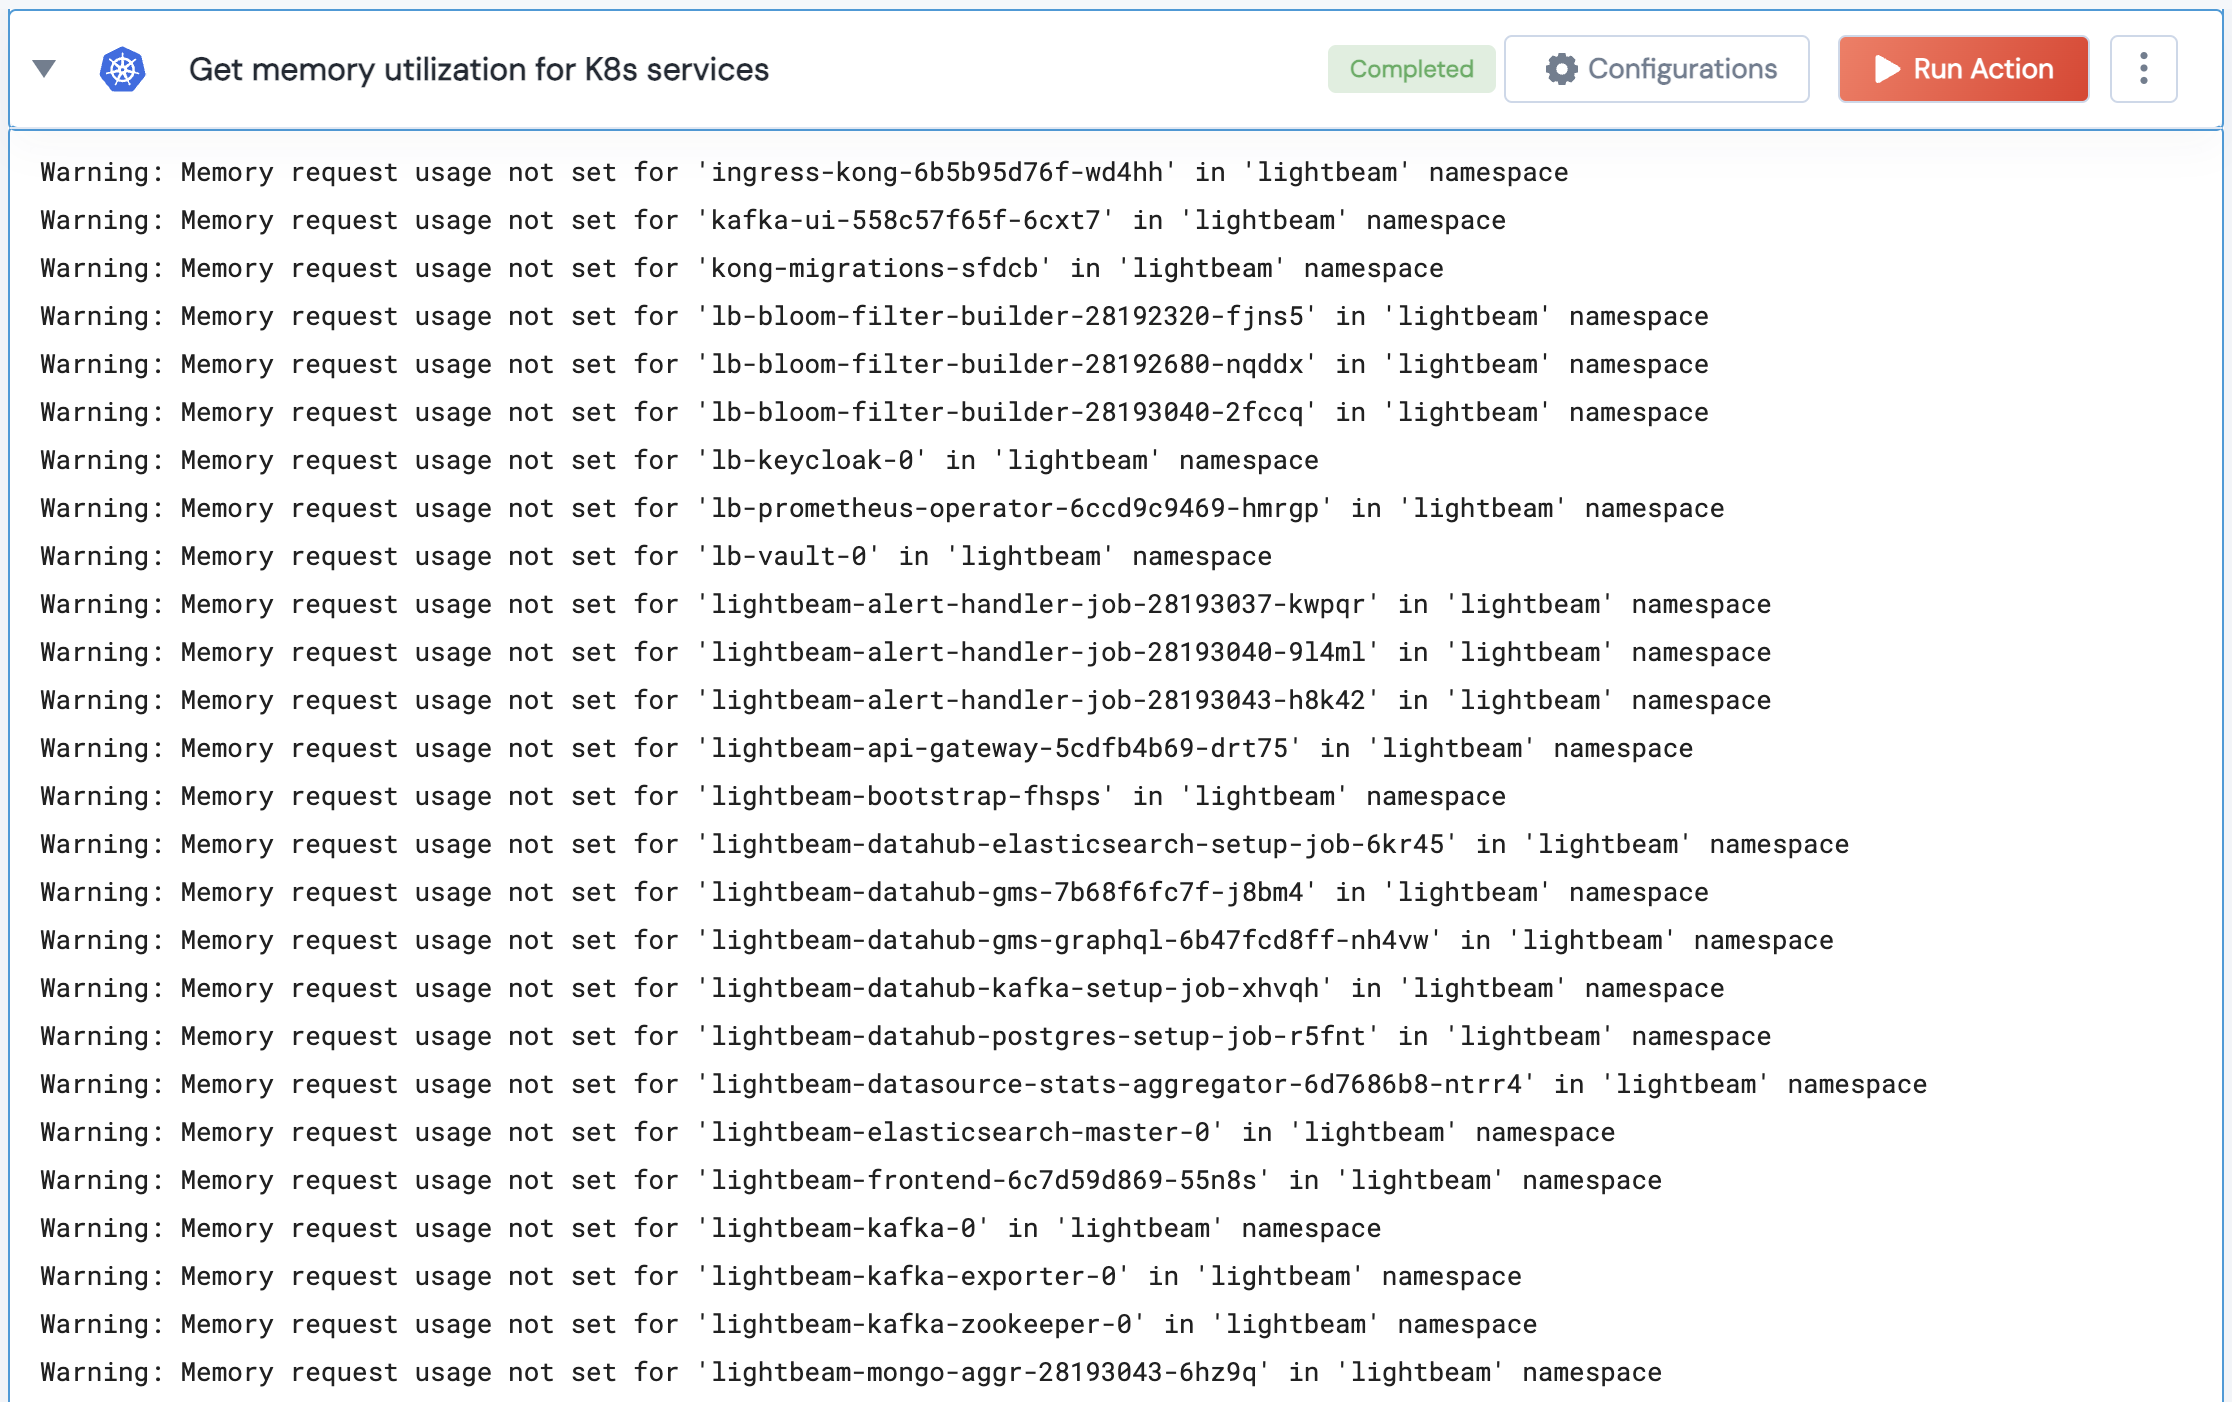 Get memory utilization for K8s services
Completed
Configurations
Run Action
Warning: Memory request usage not set for 'ingress-kong-6b5b95d76f-wd4hh' in 'lightbeam' namespace
Warning: Memory request usage not set for 'kafka-ui-558c57f65f-6cxt7' in 'lightbeam' namespace
Warning: Memory request usage not set for 'kong-migrations-sfdcb' in 'lightbeam' namespace
Warning: Memory request usage not set for 'lb-bloom-filter-builder-28192320-fjns5' in 'lightbeam' namespace
Warning: Memory request usage not set for 'lb-bloom-filter-builder-28192680-nqddx' in 'lightbeam' namespace
Warning: Memory request usage not set for 'lb-bloom-filter-builder-28193040-2fccq' in 'lightbeam' namespace
Warning: Memory request usage not set for 'lb-keycloak-0' in 'lightbeam' namespace
Warning: Memory request usage not set for 'lb-prometheus-operator-6ccd9c9469-hmrgp' in 'lightbeam' namespace
Warning: Memory request usage not set for 'lb-vault-0' in 'lightbeam' namespace
Warning: Memory request usage not set for 'lightbeam-alert-handler-job-28193037-kwpqr' in 'lightbeam' namespace
Warning: Memory request usage not set for 'lightbeam-alert-handler-job-28193040-9l4ml' in 'lightbeam' namespace
Warning: Memory request usage not set for 'lightbeam-alert-handler-job-28193043-h8k42' in 'lightbeam' namespace
Warning: Memory request usage not set for 'lightbeam-api-gateway-5cdfb4b69-drt75' in 'lightbeam' namespace
Warning: Memory request usage not set for 'lightbeam-bootstrap-fhsps' in 'lightbeam' namespace
Warning: Memory request usage not set for 'lightbeam-datahub-elasticsearch-setup-job-6kr45' in 'lightbeam' namespace
Warning: Memory request usage not set for 'lightbeam-datahub-gms-7b68f6fc7f-j8bm4' in 'lightbeam' namespace
Warning: Memory request usage not set for 'lightbeam-datahub-gms-graphql-6b47fcd8ff-nh4vw' in 'lightbeam' namespace
Warning: Memory request usage not set for 'lightbeam-datahub-kafka-setup-job-xhvqh' in 'lightbeam' namespace
Warning: Memory request usage not set for 'lightbeam-datahub-postgres-setup-job-r5fnt' in 'lightbeam' namespace
Warning: Memory request usage not set for 'lightbeam-datasource-stats-aggregator-6d7686b8-ntrr4' in 'lightbeam' namespace
Warning: Memory request usage not set for 'lightbeam-elasticsearch-master-0' in 'lightbeam' namespace
Warning: Memory request usage not set for 'lightbeam-frontend-6c7d59d869-55n8s' in 'lightbeam' namespace
Warning: Memory request usage not set for 'lightbeam-kafka-0' in 'lightbeam' namespace
Warning: Memory request usage not set for 'lightbeam-kafka-exporter-0' in 'lightbeam' namespace
Warning: Memory request usage not set for 'lightbeam-kafka-zookeeper-0' in 'lightbeam' namespace
Warning: Memory request usage not set for 'lightbeam-mongo-aggr-28193043-6hz9q' in 'lightbeam' namespace